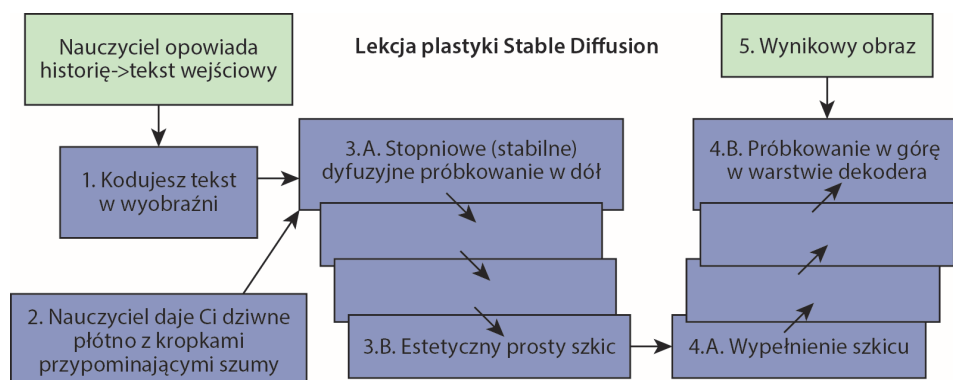 Lekcja plastyki Stable Diffusion
Nauczyciel opowiada
historię->tekst wejściowy
1. Kodujesz tekst
w wyobraźni
2. Nauczyciel daje Ci dziwne
płótno z kropkami
przypominającymi szumy
3.A. Stopniowe (stabilne)
dyfuzyjne próbkowanie w dół
3.B. Estetyczny prosty szkic
4.A. Wypełnienie szkicu
4.B. Próbkowanie w górę
w warstwie dekodera
5. Wynikowy obraz